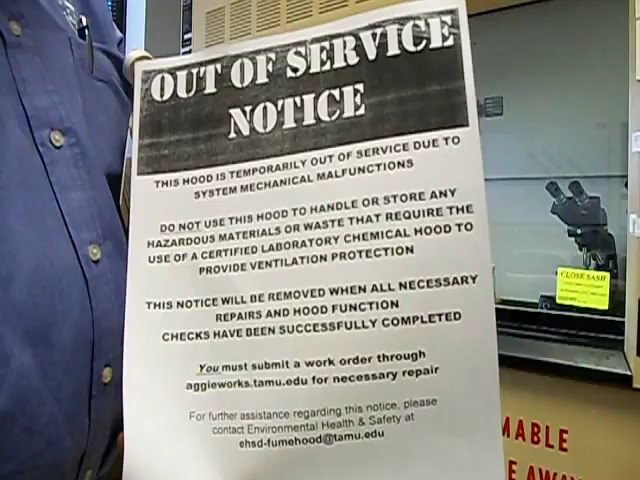 OUT OF SERVICE
NOTICE
THIS HOOD IS TEMPORARILY OUT OF SERVICE DUE TO
SYSTEM MECHANICAL MALFUNCTIONS
DO NOT USE THIS HOOD TO HANDLE OR STORE ANY
HAZARDOUS MATERIALS OR WASTE THAT REQUIRE THE
USE OF A CERTIFIED LABORATORY CHEMICAL HOOD TO
PROVIDE VENTILATION PROTECTION
THIS NOTICE WILL BE REMOVED WHEN ALL NECESSARY
REPAIRS AND HOOD FUNCTION
CHECKS HAVE BEEN SUCCESSFULLY COMPLETED
You must submit a work order through
aggieworks.tamu.edu for necessary repair
For further assistance regarding this notice, please
contact Environmental Health & Safety at
ehsd-fumehood@tamu.edu
CLOSE SASH
MABLE
E AWAY